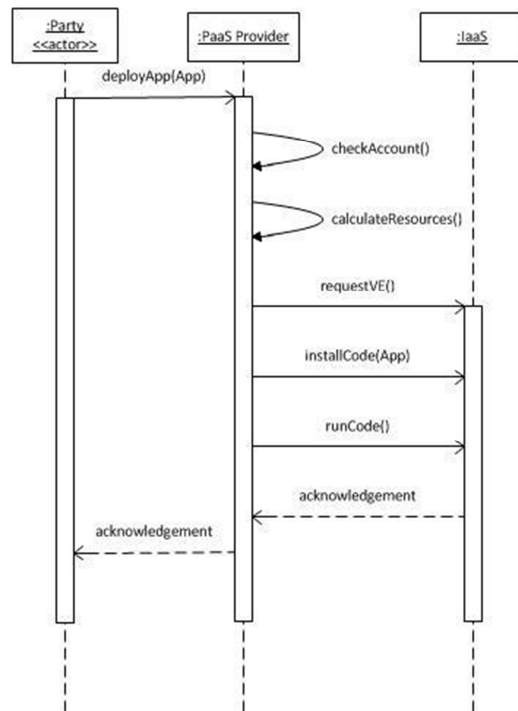 :Party
<<actor>>
:PaaS Provider
:IaaS
deployApp(App)
checkAccount()
calculateResources()
requestVE()
installCode(App)
runCode()
acknowledgement
acknowledgement